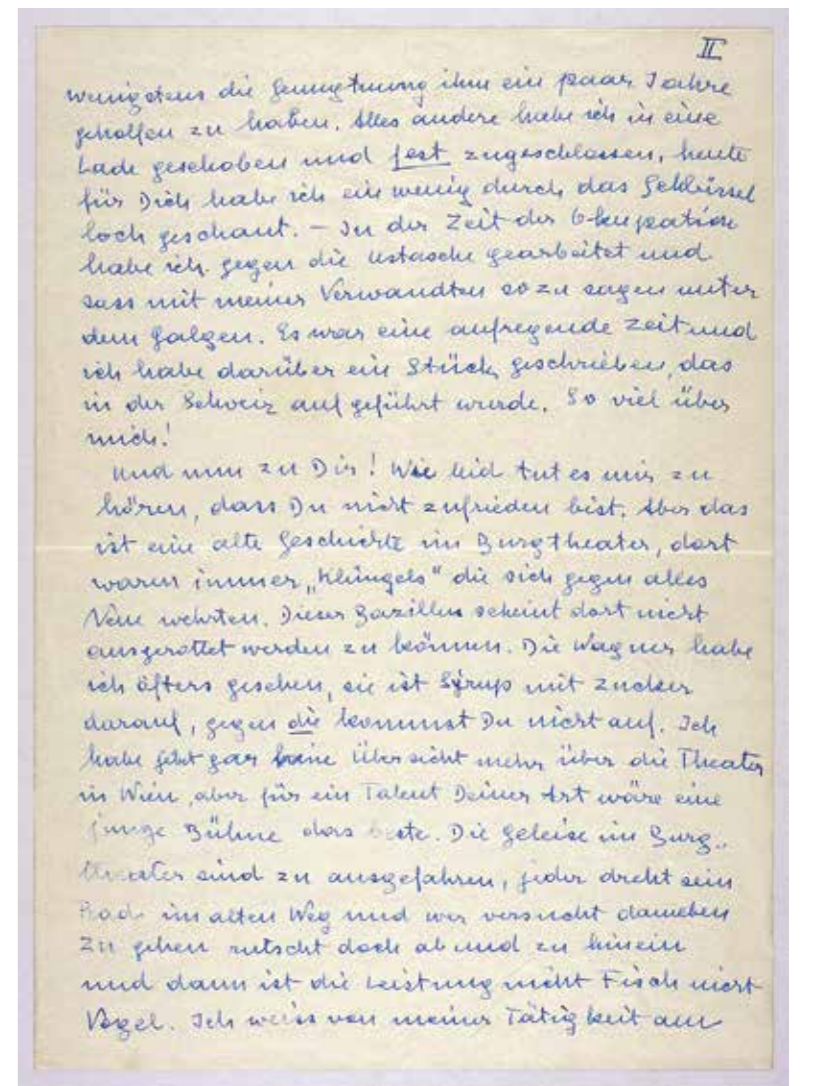 II
wenigstens die Genugtuung ihm ein paar Jahre
geholfen zu haben. Alles andere habe ich in eine
Lade geschoben und fest zugeschlossen, heute
für Dich habe ich ein wenig durch das Schlüssel
loch geschaut. – In der Zeit der Okkupation
habe ich gegen die Ustasche gearbeitet und
sass mit meiner Verwandten so zu sagen unter
dem Galgen. Es war eine aufregende Zeit und
ich habe darüber ein Stück geschrieben, das
in der Schweiz aufgeführt wurde. So viel über
mich!
Und nun zu Dir! Wie leid tut es mir zu
hören, dass Du nicht zufrieden bist. Aber das
ist eine alte Geschichte im Burgtheater, dort
waren immer „Klüngels“ die sich gegen alles
Neue wehrten. Dieser Bazillus scheint dort nicht
ausgerottet werden zu können. Die Wagner habe
ich öfters gesehen, sie ist Syrup mit Zucker
darauf, gegen die kommst Du nicht auf. Ich
habe jetzt gar keine Übersicht mehr über die Theater
in Wien, aber für ein Talent Deiner Art wäre eine
junge Bühne das beste. Die Geleise im Burg-
theater sind zu ausgefahren, jeder dreht sein
Rad im alten Weg und wer versucht daneben
zu gehen rutscht doch ab und zu hinein
und dann ist die Leistung nicht Fisch nicht
Vogel. Ich weiss von meiner Tätigkeit am